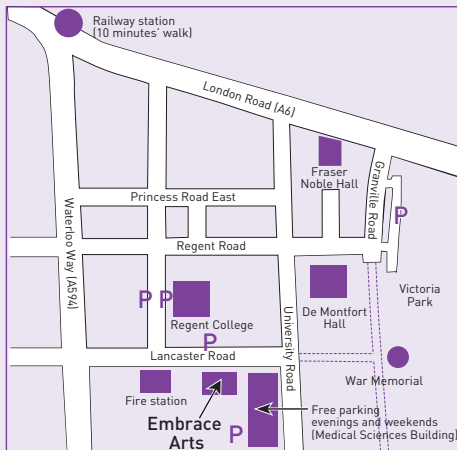 Railway station
(10 minutes' walk)
London Road (A6)
Fraser
Noble Hall
Granville Road
Princess Road East
P
Waterloo Way (A594)
Regent Road
Victoria
Park
P P
De Montfort
Hall
Regent College
University Road
P
Lancaster Road
War Memorial
Fire station
Embrace
Arts
Free parking
evenings and weekends
(Medical Sciences Building)
P